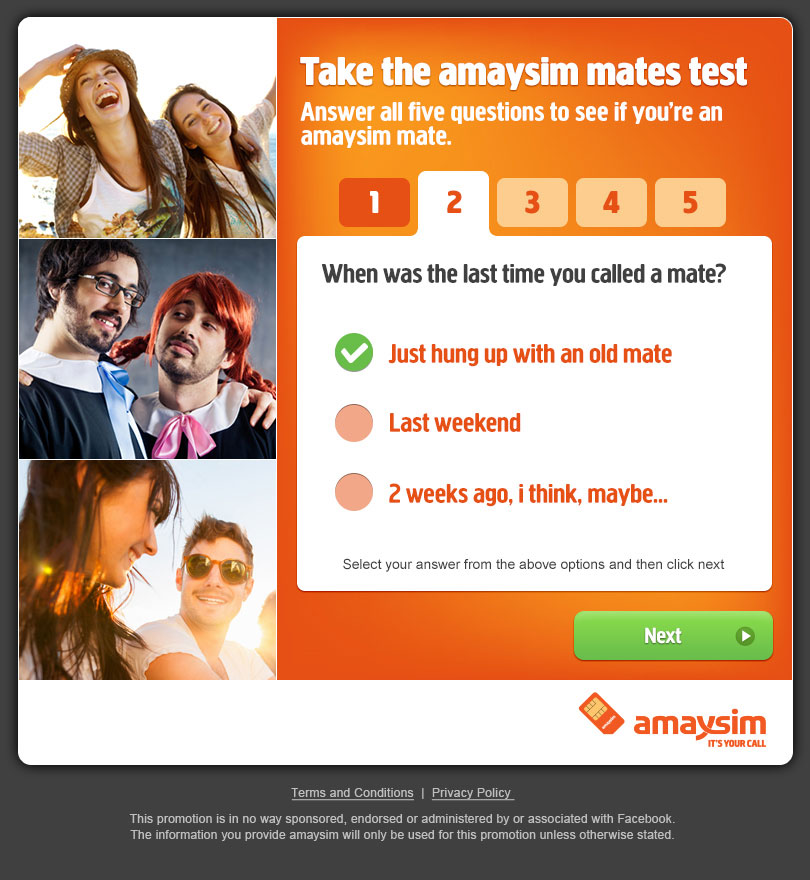 Take the amaysim mates test
Answer all five questions to see if you're an
amaysim mate.
1 2 3 4 5
When was the last time you called a mate?
Just hung up with an old mate
Last weekend
2 weeks ago, i think, maybe...
Select your answer from the above options and then click next
Next
amaysim
IT'S YOUR CALL
Terms and Conditions | Privacy Policy
This promotion is in no way sponsored, endorsed or administered by or associated with Facebook.
The information you provide amaysim will only be used for this promotion unless otherwise stated.